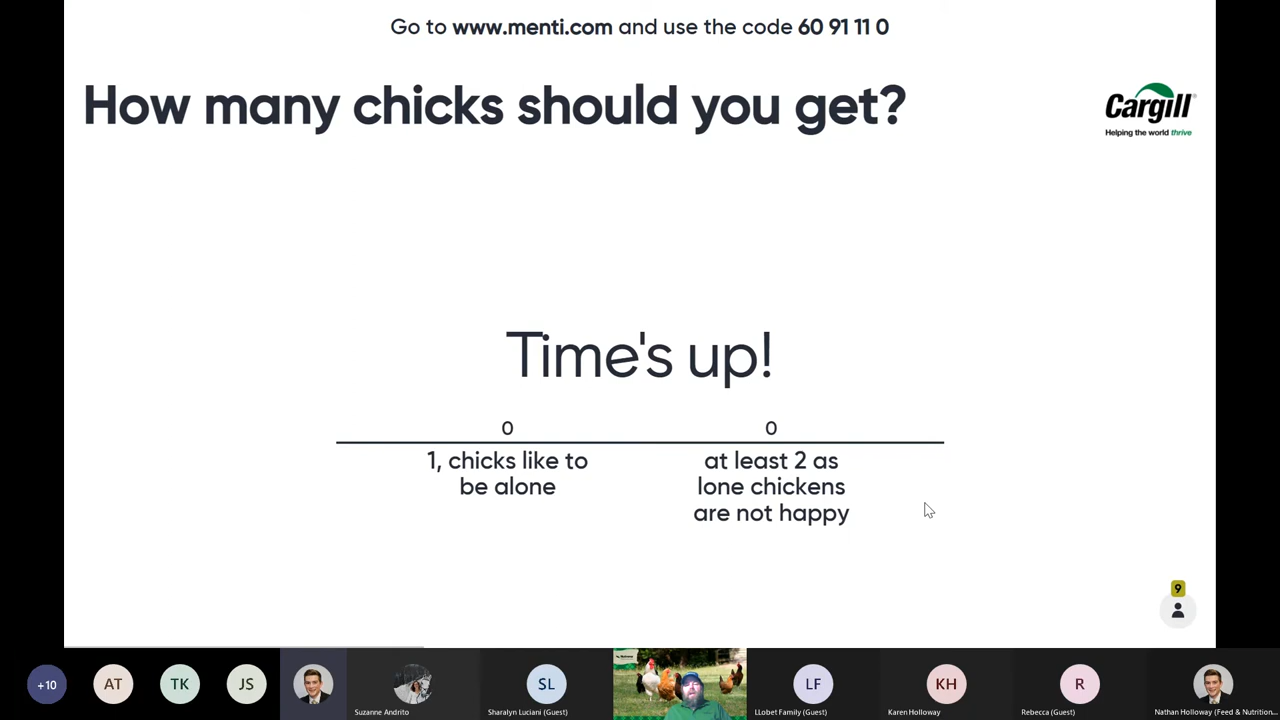 Go to www.menti.com and use the code 60 91 11 0
How many chicks should you get?
Cargill®
Helping the world thrive
Time's up!
0
0
1, chicks like to
be alone
at least 2 as
lone chickens
are not happy
9
+10
AT
TK
JS
Suzanne Andrito
SL
Sharalyn Luciani (Guest)
LF
LLobet Family (Guest)
KH
Karen Holloway
R
Rebecca (Guest)
Nathan Holloway (Feed & Nutrition...